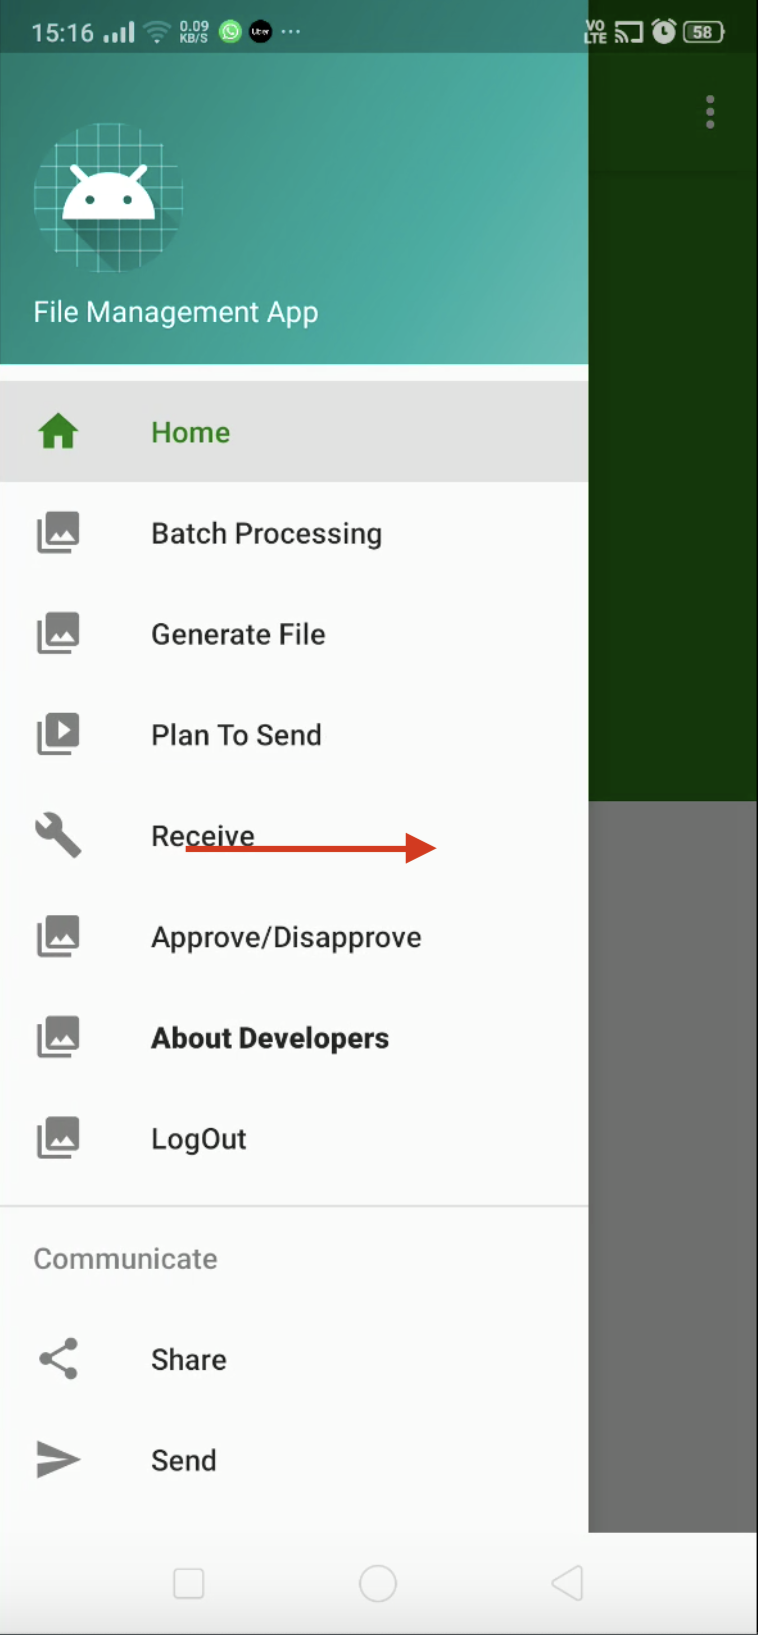 15:16 0.09 KB/S Uber ... VO LTE 58
File Management App
Home
Batch Processing
Generate File
Plan To Send
Receive
Approve/Disapprove
About Developers
LogOut
Communicate
Share
Send